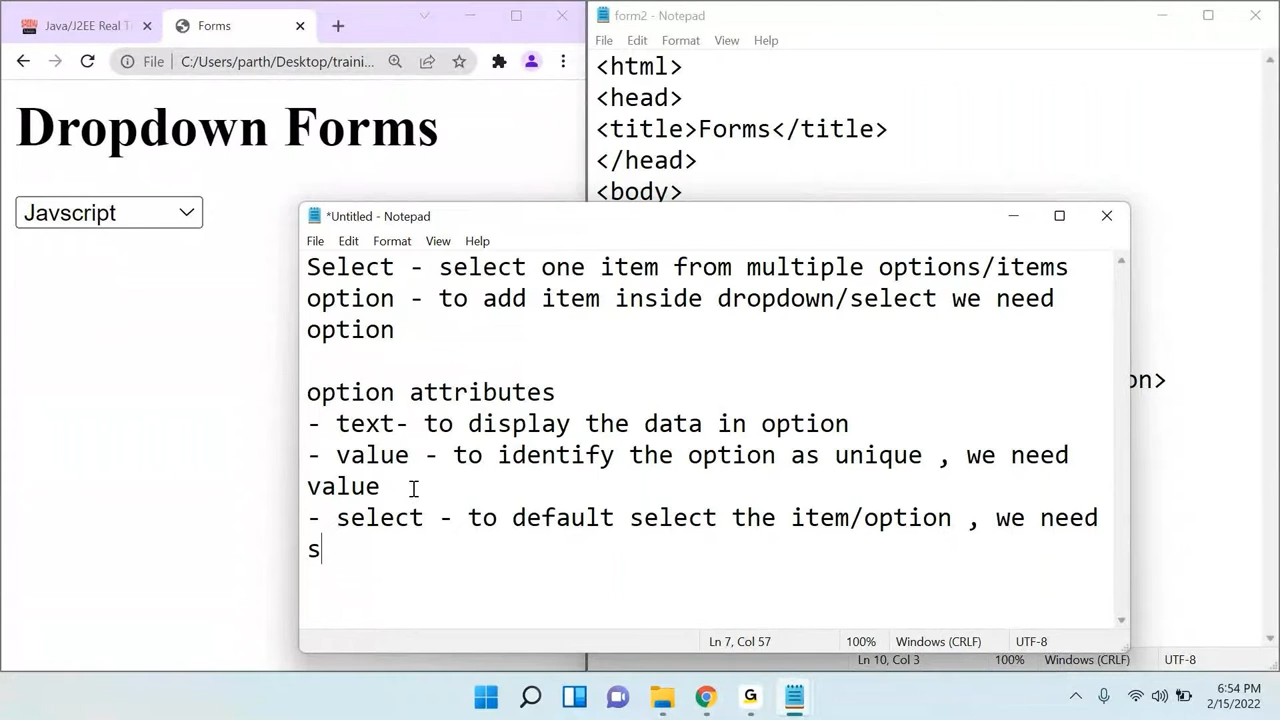 Java/J2EE Real T
Forms
File
C:/Users/parth/Desktop/traini...
Dropdown Forms
Javscript
form2 - Notepad
File Edit Format View Help
<html>
<head>
<title>Forms</title>
</head>
<body>
on>
Ln 10, Col 3
100%
Windows (CRLF)
UTF-8
*Untitled - Notepad
File Edit Format View Help
Select - select one item from multiple options/items
option - to add item inside dropdown/select we need
option
option attributes
- text- to display the data in option
- value - to identify the option as unique , we need
value
- select - to default select the item/option , we need
s
Ln 7, Col 57
100%
Windows (CRLF)
UTF-8
G
6:54 PM
2/15/2022